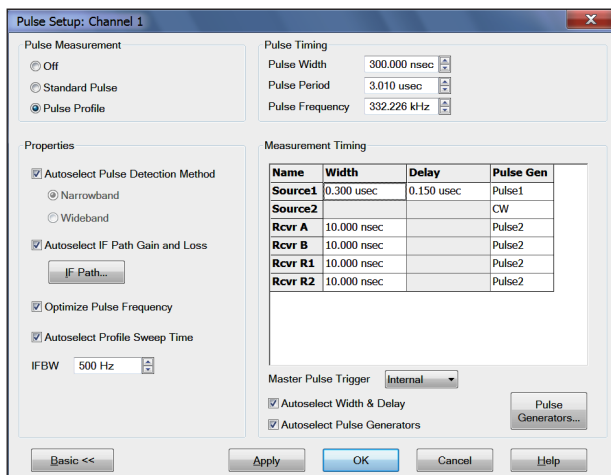 Pulse Setup: Channel 1
Pulse Measurement
Off
Standard Pulse
Pulse Profile
Pulse Timing
Pulse Width 300.000 nsec
Pulse Period 3.010 usec
Pulse Frequency 332.226 kHz
Properties
Autoselect Pulse Detection Method
Narrowband
Wideband
Autoselect IF Path Gain and Loss
IF Path...
Optimize Pulse Frequency
Autoselect Profile Sweep Time
IFBW 500 Hz
Measurement Timing
Name Width Delay Pulse Gen
Source1 0.300 usec 0.150 usec Pulse1
Source2 CW
Rcvr A 10.000 nsec Pulse2
Rcvr B 10.000 nsec Pulse2
Rcvr R1 10.000 nsec Pulse2
Rcvr R2 10.000 nsec Pulse2
Master Pulse Trigger Internal
Autoselect Width & Delay
Autoselect Pulse Generators
Pulse
Generators...
Basic << Apply OK Cancel Help